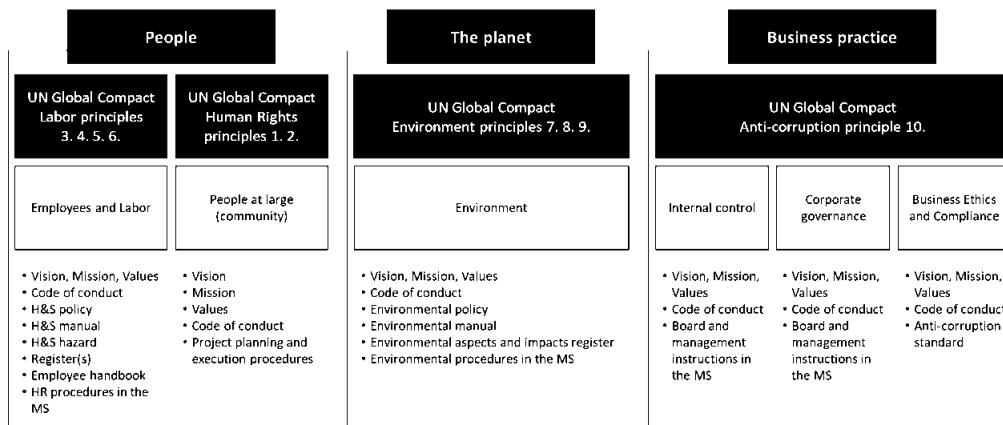 People
UN Global Compact
Labor principles
3. 4. 5. 6.
UN Global Compact
Human Rights
principles 1. 2.
Employees and Labor
People at large
(community)
• Vision, Mission, Values
• Code of conduct
• H&S policy
• H&S manual
• H&S hazard
• Register(s)
• Employee handbook
• HR procedures in the
MS
• Vision
• Mission
• Values
• Code of conduct
• Project planning and
execution procedures
The planet
UN Global Compact
Environment principles 7. 8. 9.
Environment
• Vision, Mission, Values
• Code of conduct
• Environmental policy
• Environmental manual
• Environmental aspects and impacts register
• Environmental procedures in the MS
Business practice
UN Global Compact
Anti-corruption principle 10.
Internal control
Corporate
governance
Business Ethics
and Compliance
• Vision, Mission,
Values
• Code of conduct
• Board and
management
instructions in
the MS
• Vision, Mission,
Values
• Code of conduct
• Board and
management
instructions in
the MS
• Vision, Mission,
Values
• Code of conduct
• Anti-corruption
standard